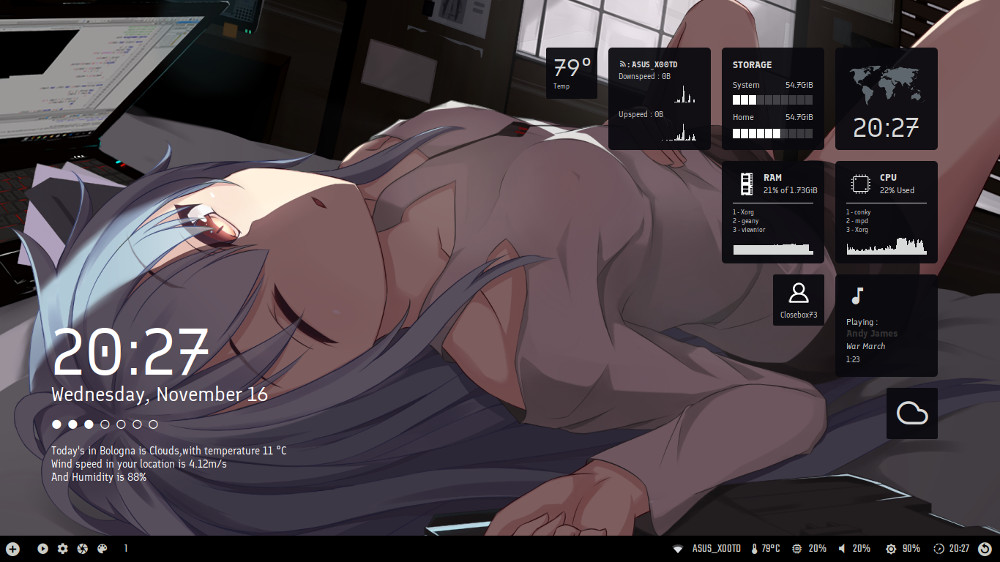 79°
Temp
: ASUS_X00TD
Downspeed : 0B
Upspeed : 0B
STORAGE
System 54.7GiB
Home 54.7GiB
20:27
RAM
21% of 1.73GiB
1 - Xorg
2 - geany
3 - viewnior
CPU
22% Used
1 - conky
2 - mpd
3 - Xorg
Closebox73
Playing :
Andy James
War March
1:23
20:27
Wednesday, November 16
Today's in Bologna is Clouds,with temperature 11 °C
Wind speed in your location is 4.12m/s
And Humidity is 88%
1 ASUS_X00TD 79°C 20% 20% 90% 20:27